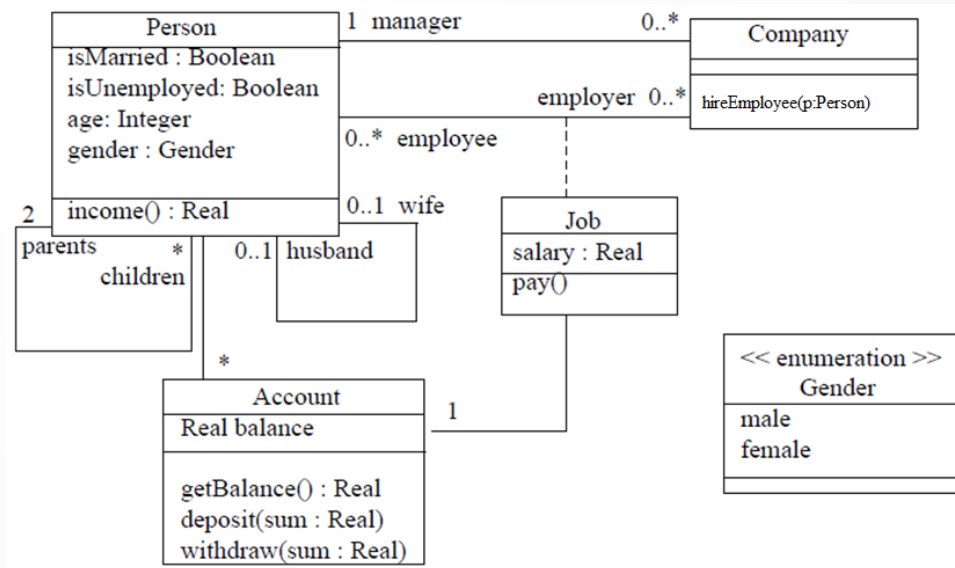 Person
isMarried : Boolean
isUnemployed: Boolean
age: Integer
gender : Gender
income() : Real
1 manager
0..*
Company
hireEmployee(p:Person)
employer 0..*
0..* employee
0..1 wife
0..1 husband
2
parents
*
children
Job
salary : Real
pay()
*
1
Account
Real balance
getBalance() : Real
deposit(sum : Real)
withdraw(sum : Real)
<< enumeration >>
Gender
male
female